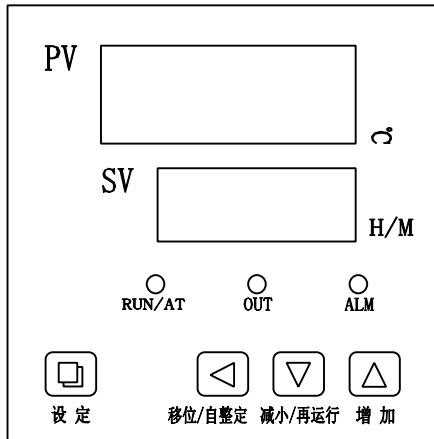 PV
℃
SV
H/M
RUN/AT OUT ALM
设定 移位/自整定 减小/再运行 增加